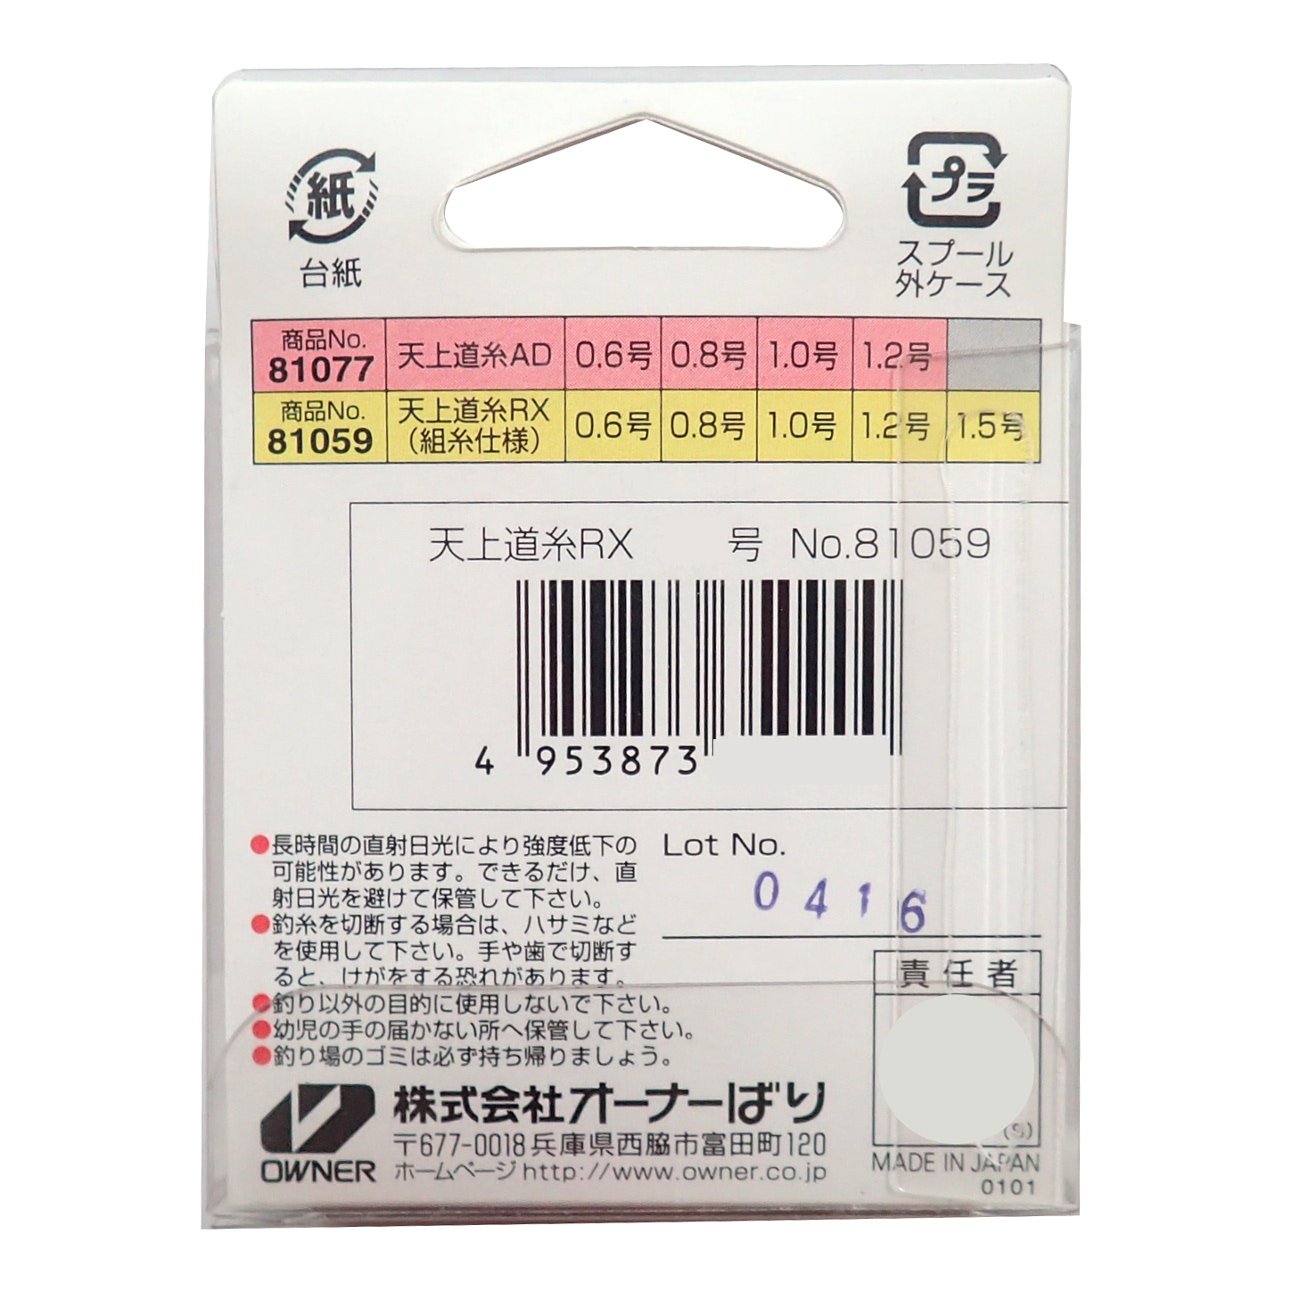 紙
台紙
プラ
スプール
外ケース
商品No.
81077
天上道糸AD 0.6号 0.8号 1.0号 1.2号
商品No.
81059
天上道糸RX
(組糸仕様)
0.6号 0.8号 1.0号 1.2号 1.5号
天上道糸RX 号 No.81059
4 953873
●長時間の直射日光により強度低下の
可能性があります。できるだけ、直
射日光を避けて保管して下さい。
●釣糸を切断する場合は、ハサミなど
を使用して下さい。手や歯で切断す
ると、けがをする恐れがあります。
●釣り以外の目的に使用しないで下さい。
●幼児の手の届かない所へ保管して下さい。
●釣り場のゴミは必ず持ち帰りましょう。
Lot No.
0416
責任者
(S)
OWNER
株式会社オーナーばり
〒677-0018兵庫県西脇市富田町120
ホームページhttp://www.owner.co.jp
MADE IN JAPAN
0101